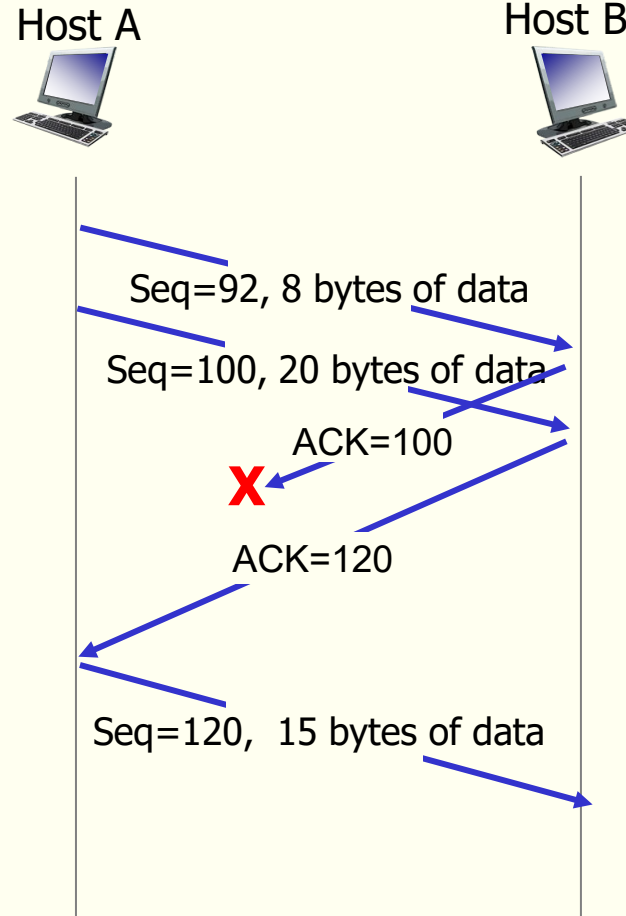 Host A
Host B
Seq=92, 8 bytes of data
Seq=100, 20 bytes of data
ACK=100
X
ACK=120
Seq=120, 15 bytes of data